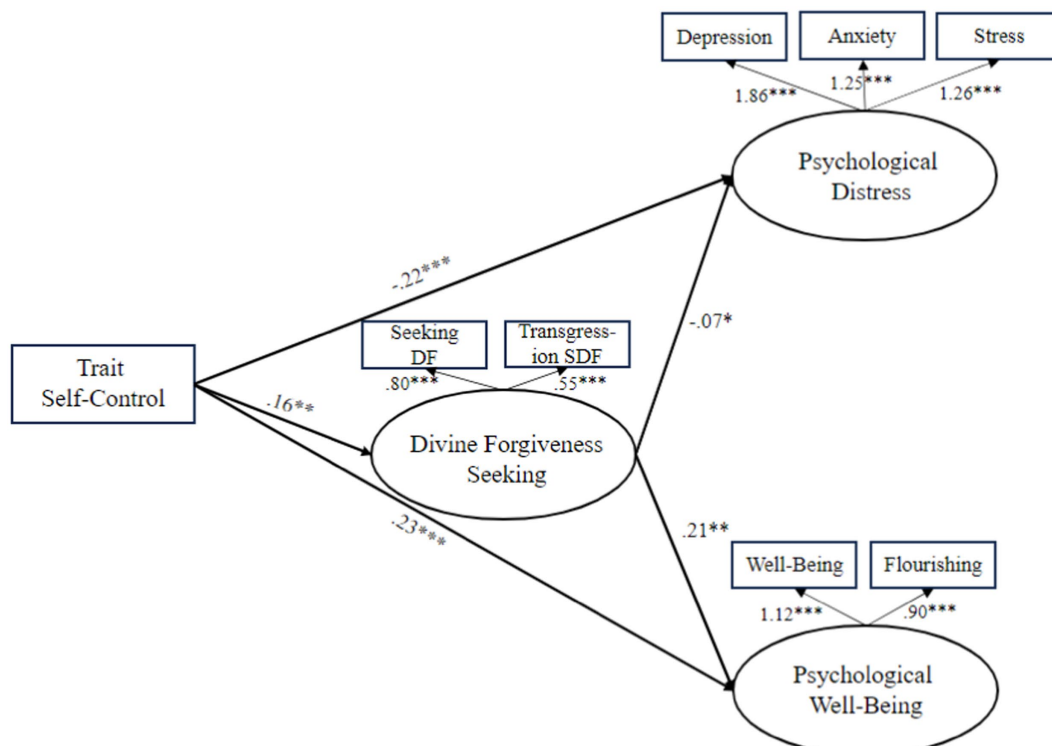 Depression
Anxiety
Stress
1.86***
1.25***
1.26***
Psychological
Distress
-.22***
-.07*
Seeking
DF
Transgress-
ion SDF
.80***
.55***
Trait
Self-Control
.16**
Divine Forgiveness
Seeking
.23***
.21**
Well-Being
Flourishing
1.12***
.90***
Psychological
Well-Being